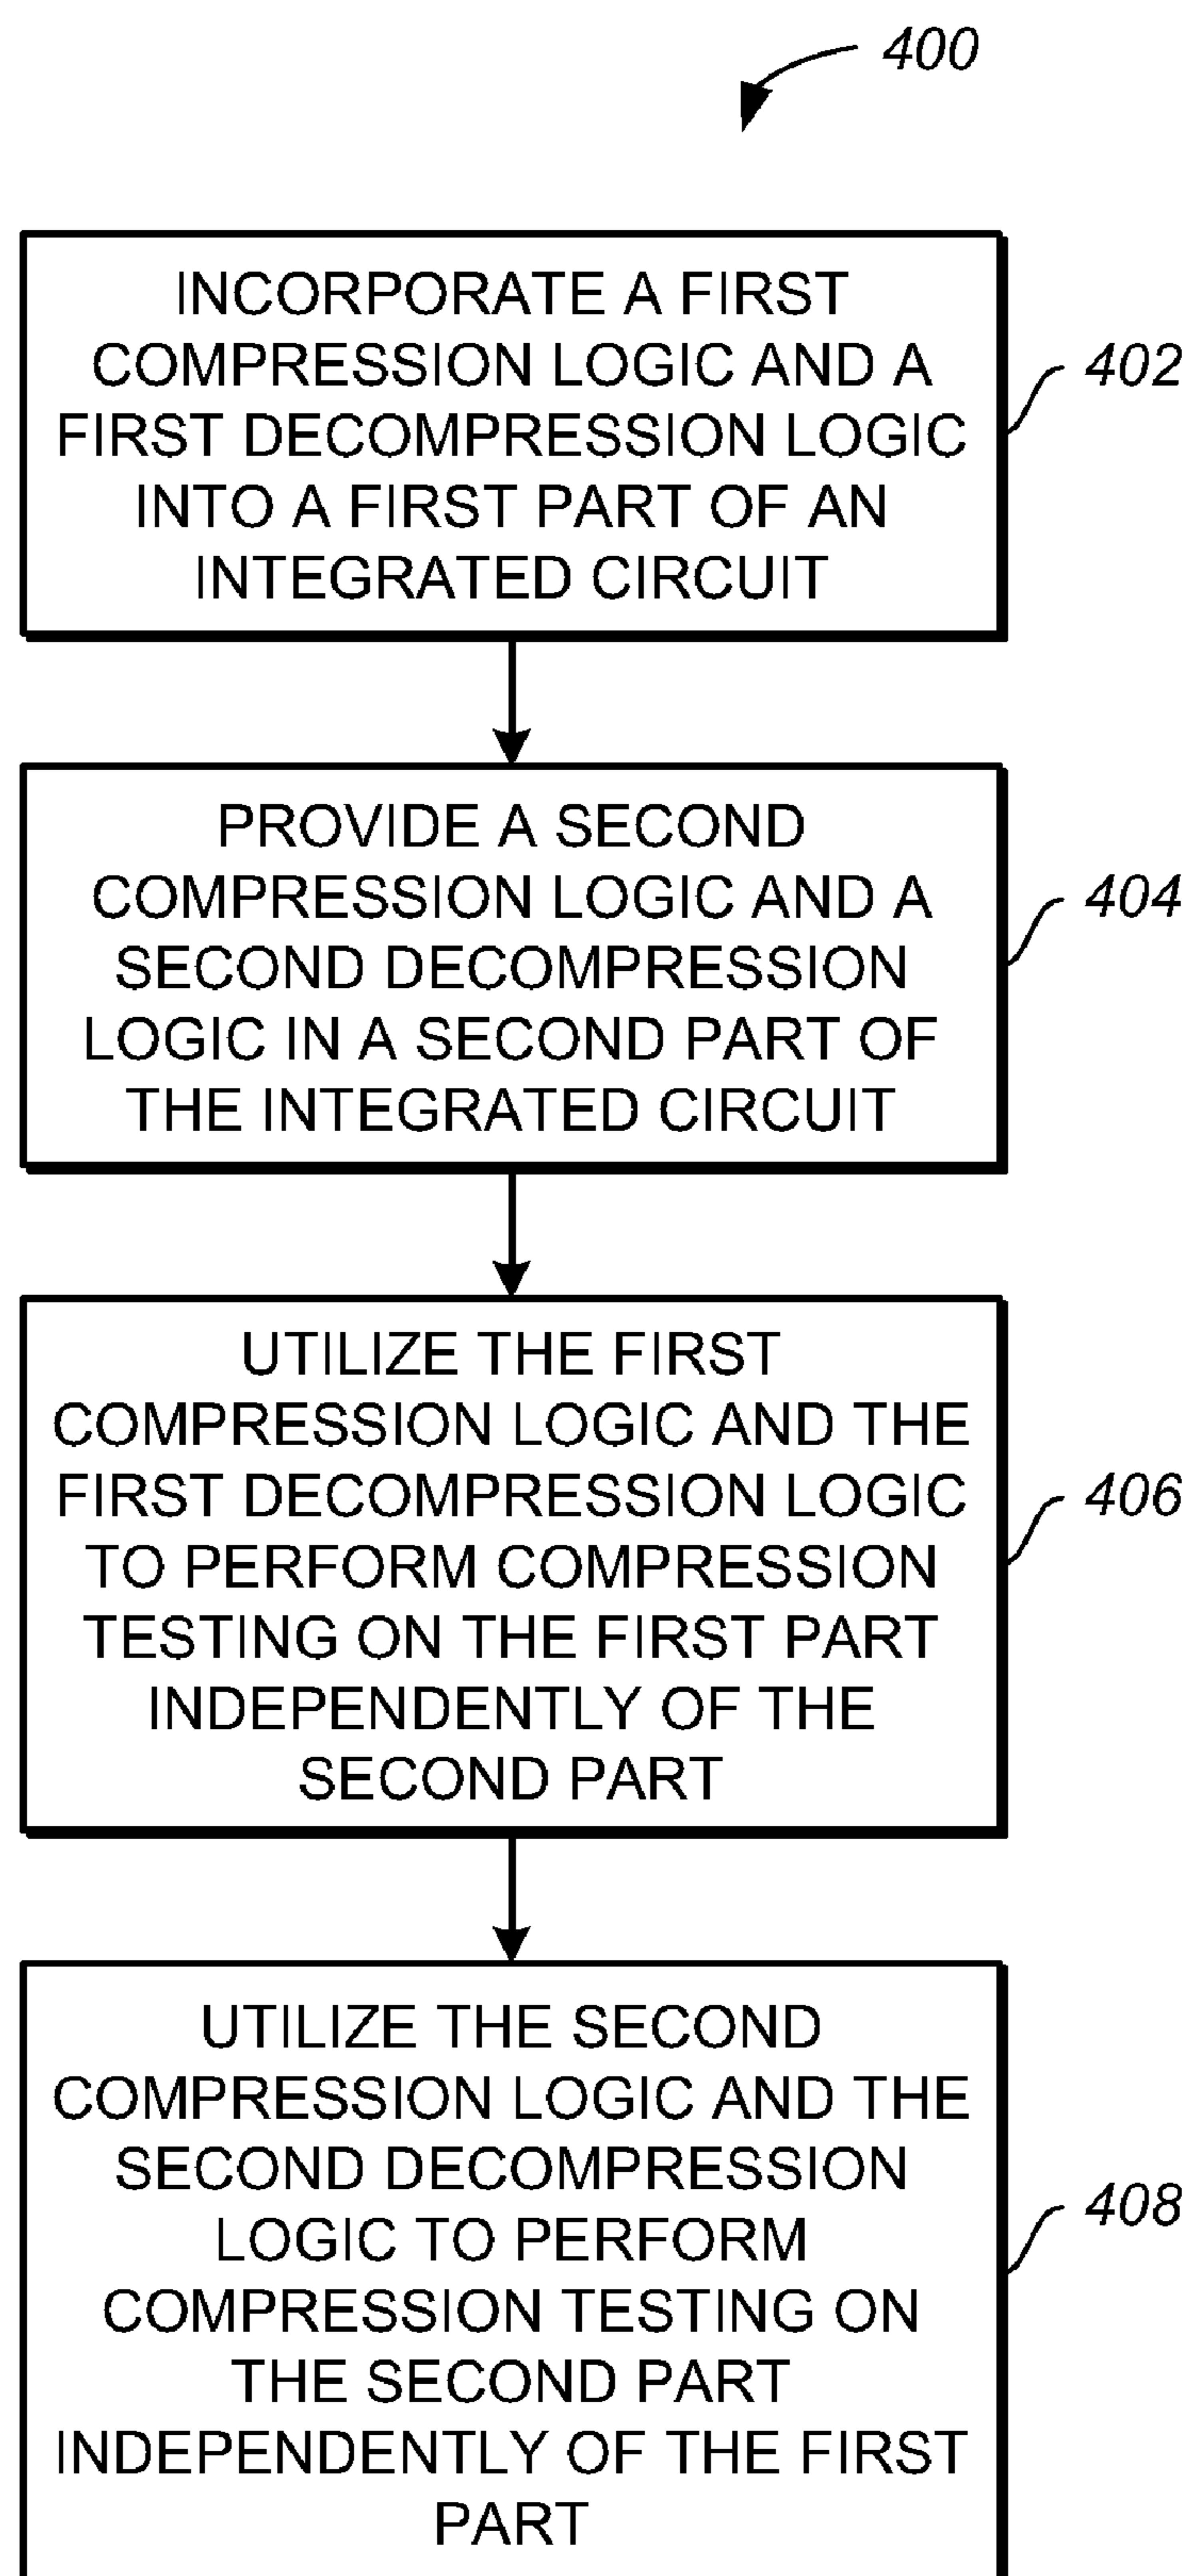 400
INCORPORATE A FIRST
COMPRESSION LOGIC AND A
FIRST DECOMPRESSION LOGIC
INTO A FIRST PART OF AN
INTEGRATED CIRCUIT
402
PROVIDE A SECOND
COMPRESSION LOGIC AND A
SECOND DECOMPRESSION
LOGIC IN A SECOND PART OF
THE INTEGRATED CIRCUIT
404
UTILIZE THE FIRST
COMPRESSION LOGIC AND THE
FIRST DECOMPRESSION LOGIC
TO PERFORM COMPRESSION
TESTING ON THE FIRST PART
INDEPENDENTLY OF THE
SECOND PART
406
UTILIZE THE SECOND
COMPRESSION LOGIC AND THE
SECOND DECOMPRESSION
LOGIC TO PERFORM
COMPRESSION TESTING ON
THE SECOND PART
INDEPENDENTLY OF THE FIRST
PART
408